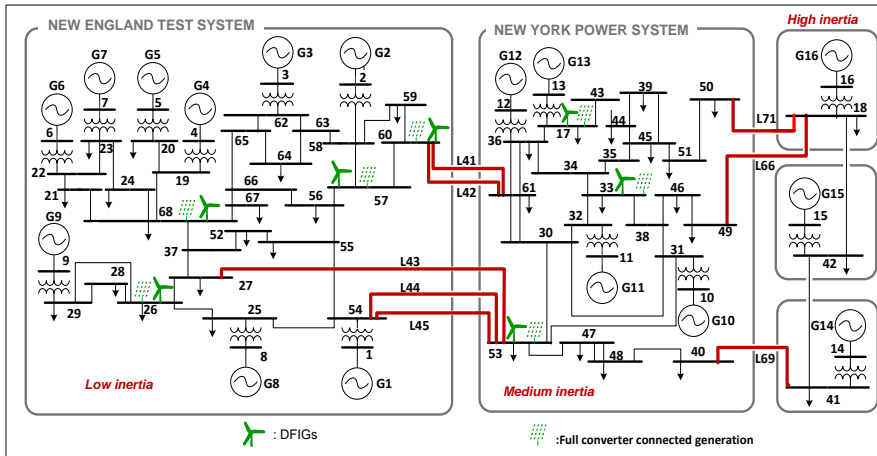 NEW ENGLAND TEST SYSTEM
NEW YORK POWER SYSTEM
High inertia
G6
G7
G5
G4
G3
G2
6
7
5
4
3
2
59
22
23
20
19
62
63
58
60
65
64
21
24
66
56
57
68
67
G9
9
37
52
55
28
27
29
26
25
54
8
1
G8
G1
Low inertia
L41
L42
L43
L44
L45
G12
G13
12
13
43
39
50
36
17
44
45
34
35
51
61
33
46
32
38
49
30
31
11
10
G11
G10
53
47
48
40
Medium inertia
L71
L66
L69
G16
16
18
G15
15
42
G14
14
41
: DFIGs
:Full converter connected generation